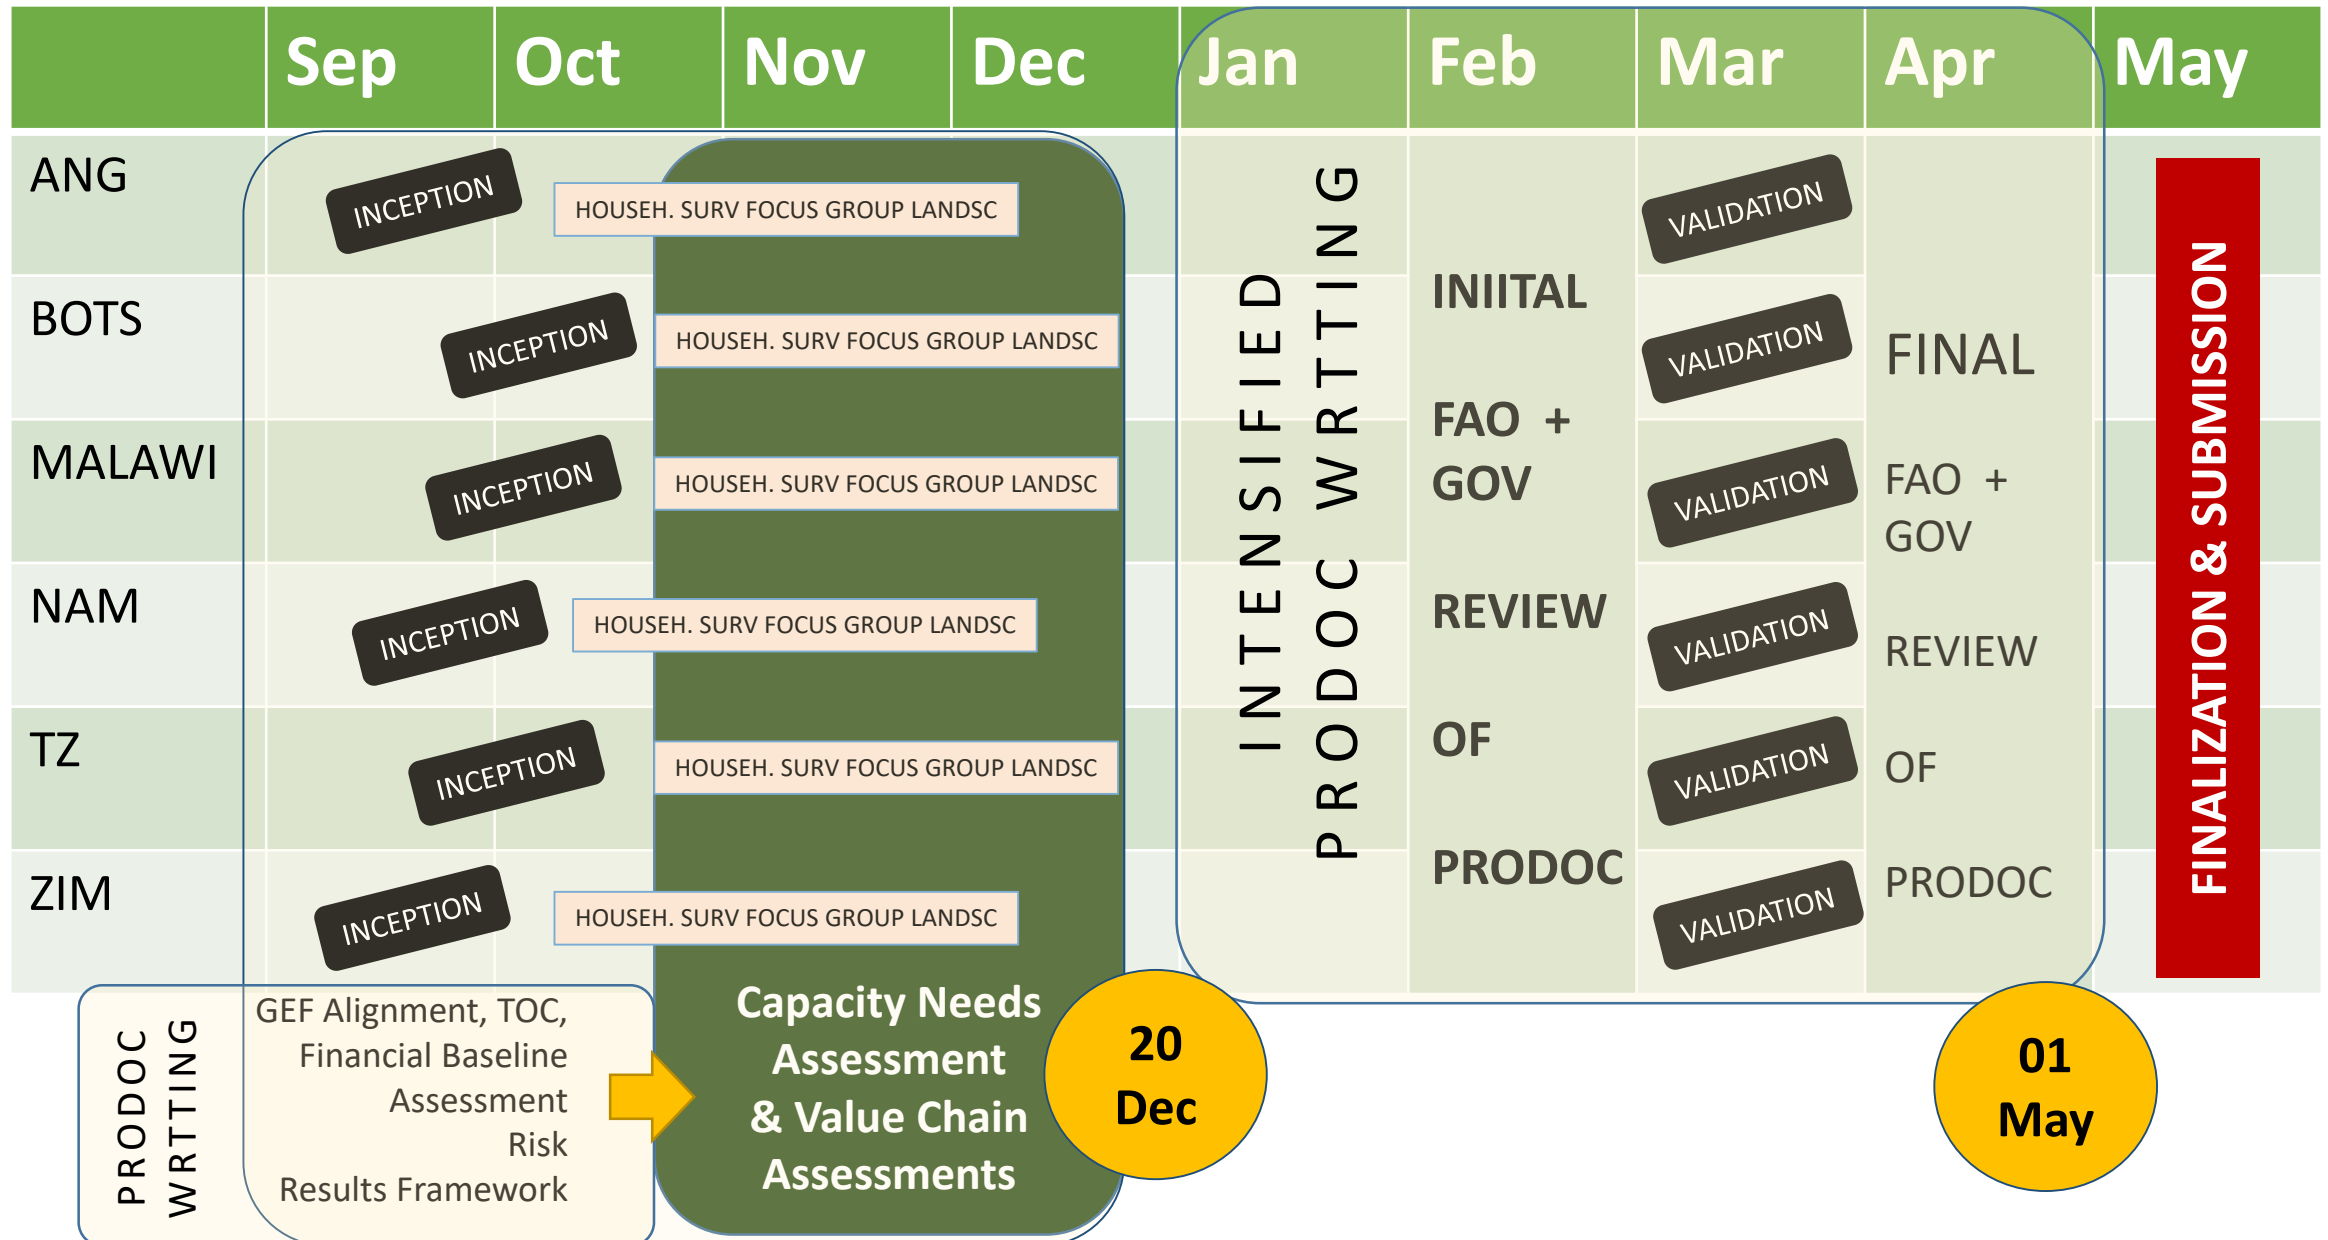 Sep Oct Nov Dec Jan Feb Mar Apr May
ANG
INCEPTION
HOUSEH. SURV FOCUS GROUP LANDSC
VALIDATION
BOTS
INCEPTION
HOUSEH. SURV FOCUS GROUP LANDSC
VALIDATION
MALAWI
INCEPTION
HOUSEH. SURV FOCUS GROUP LANDSC
VALIDATION
NAM
INCEPTION
HOUSEH. SURV FOCUS GROUP LANDSC
VALIDATION
TZ
INCEPTION
HOUSEH. SURV FOCUS GROUP LANDSC
VALIDATION
ZIM
INCEPTION
HOUSEH. SURV FOCUS GROUP LANDSC
VALIDATION
INTENSIFIED
PRODOC WRTTING
INIITAL
FAO +
GOV
REVIEW
OF
PRODOC
FINAL
FAO +
GOV
REVIEW
OF
PRODOC
FINALIZATION & SUBMISSION
PRODOC
WRTTING
GEF Alignment, TOC,
Financial Baseline
Assessment
Risk
Results Framework
Capacity Needs
Assessment
& Value Chain
Assessments
20
Dec
01
May